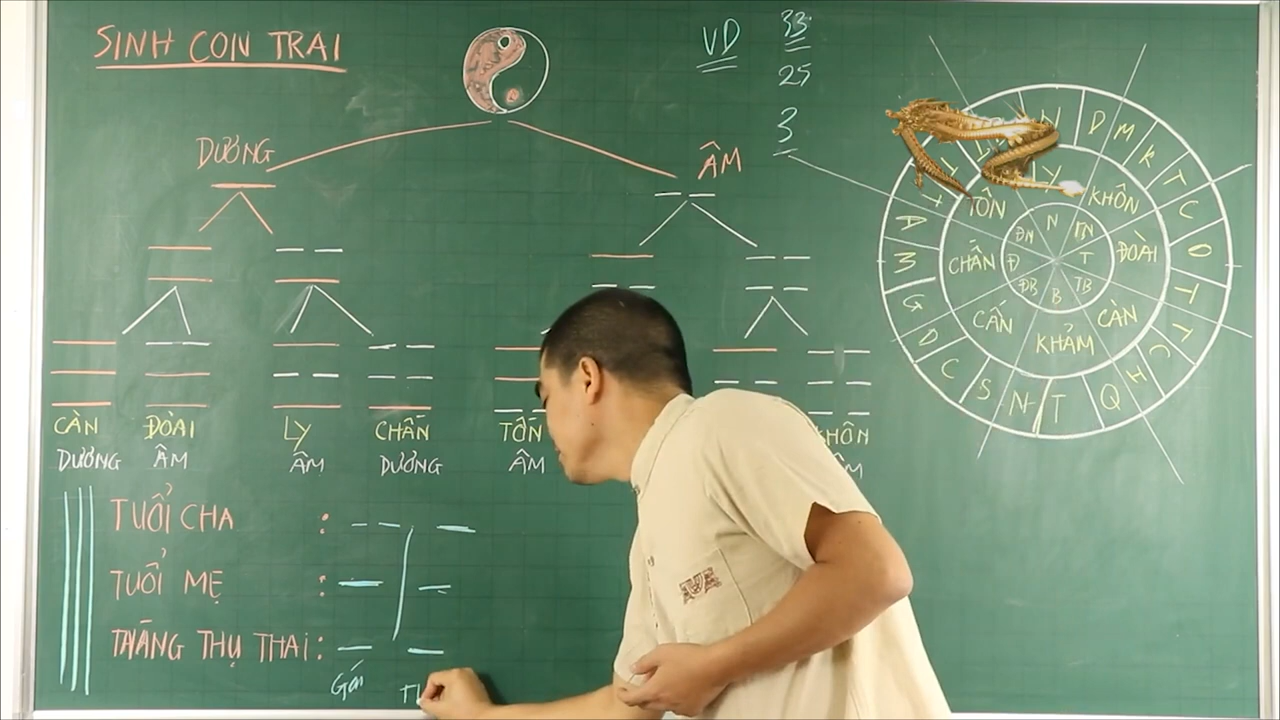 SINH CON TRAI
VD
33
25
3
DƯƠNG
ÂM
CÀN
ĐÒAI
LY
CHẤN
TỐN
KHÔN
DƯƠNG
ÂM
ÂM
DƯƠNG
ÂM
TUỔI CHA :
TUỔI MẸ :
THÁNG THỤ THAI :
Gái
D M K T C O T T C H Q T N S C D G M A T
TỐN
LY
KHÔN
ĐOÀI
CÀN
KHẢM
CẤN
CHẤN
ĐN N TN T TB B ĐB Đ